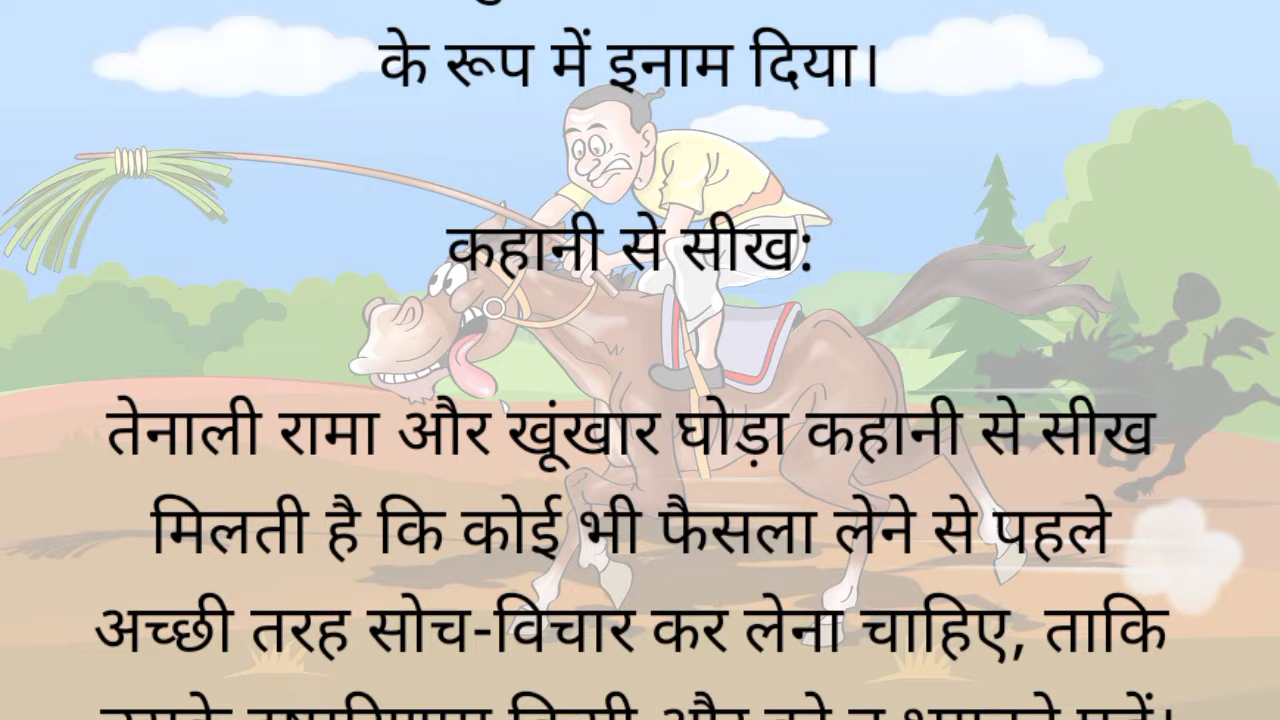 के रूप में इनाम दिया।
कहानी से सीख:
तेनाली रामा और खूंखार घोड़ा कहानी से सीख
मिलती है कि कोई भी फैसला लेने से पहले
अच्छी तरह सोच-विचार कर लेना चाहिए, ताकि